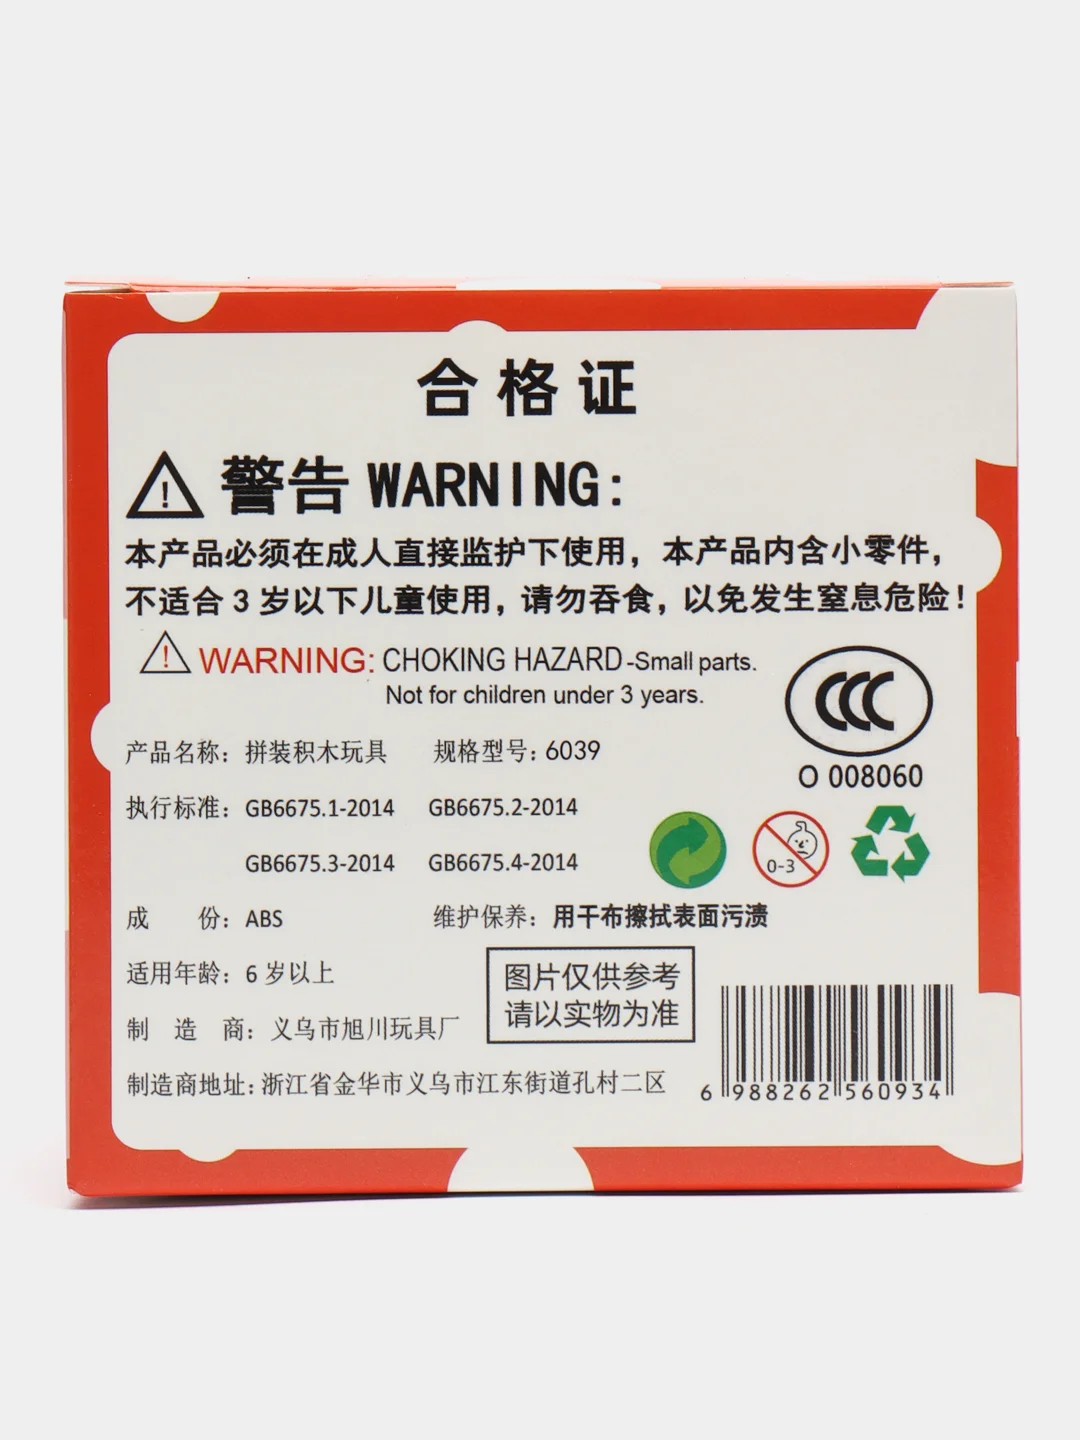 合格证
警告 WARNING:
本产品必须在成人直接监护下使用，本产品内含小零件，
不适合3岁以下儿童使用，请勿吞食，以免发生窒息危险！
WARNING: CHOKING HAZARD-Small parts.
Not for children under 3 years.
CCC
O 008060
产品名称：拼装积木玩具 规格型号：6039
执行标准：GB6675.1-2014 GB6675.2-2014
GB6675.3-2014 GB6675.4-2014
0-3
成 份：ABS 维护保养：用干布擦拭表面污渍
适用年龄：6岁以上
图片仅供参考
请以实物为准
制 造 商：义乌市旭川玩具厂
制造商地址：浙江省金华市义乌市江东街道孔村二区
6 988262 560934